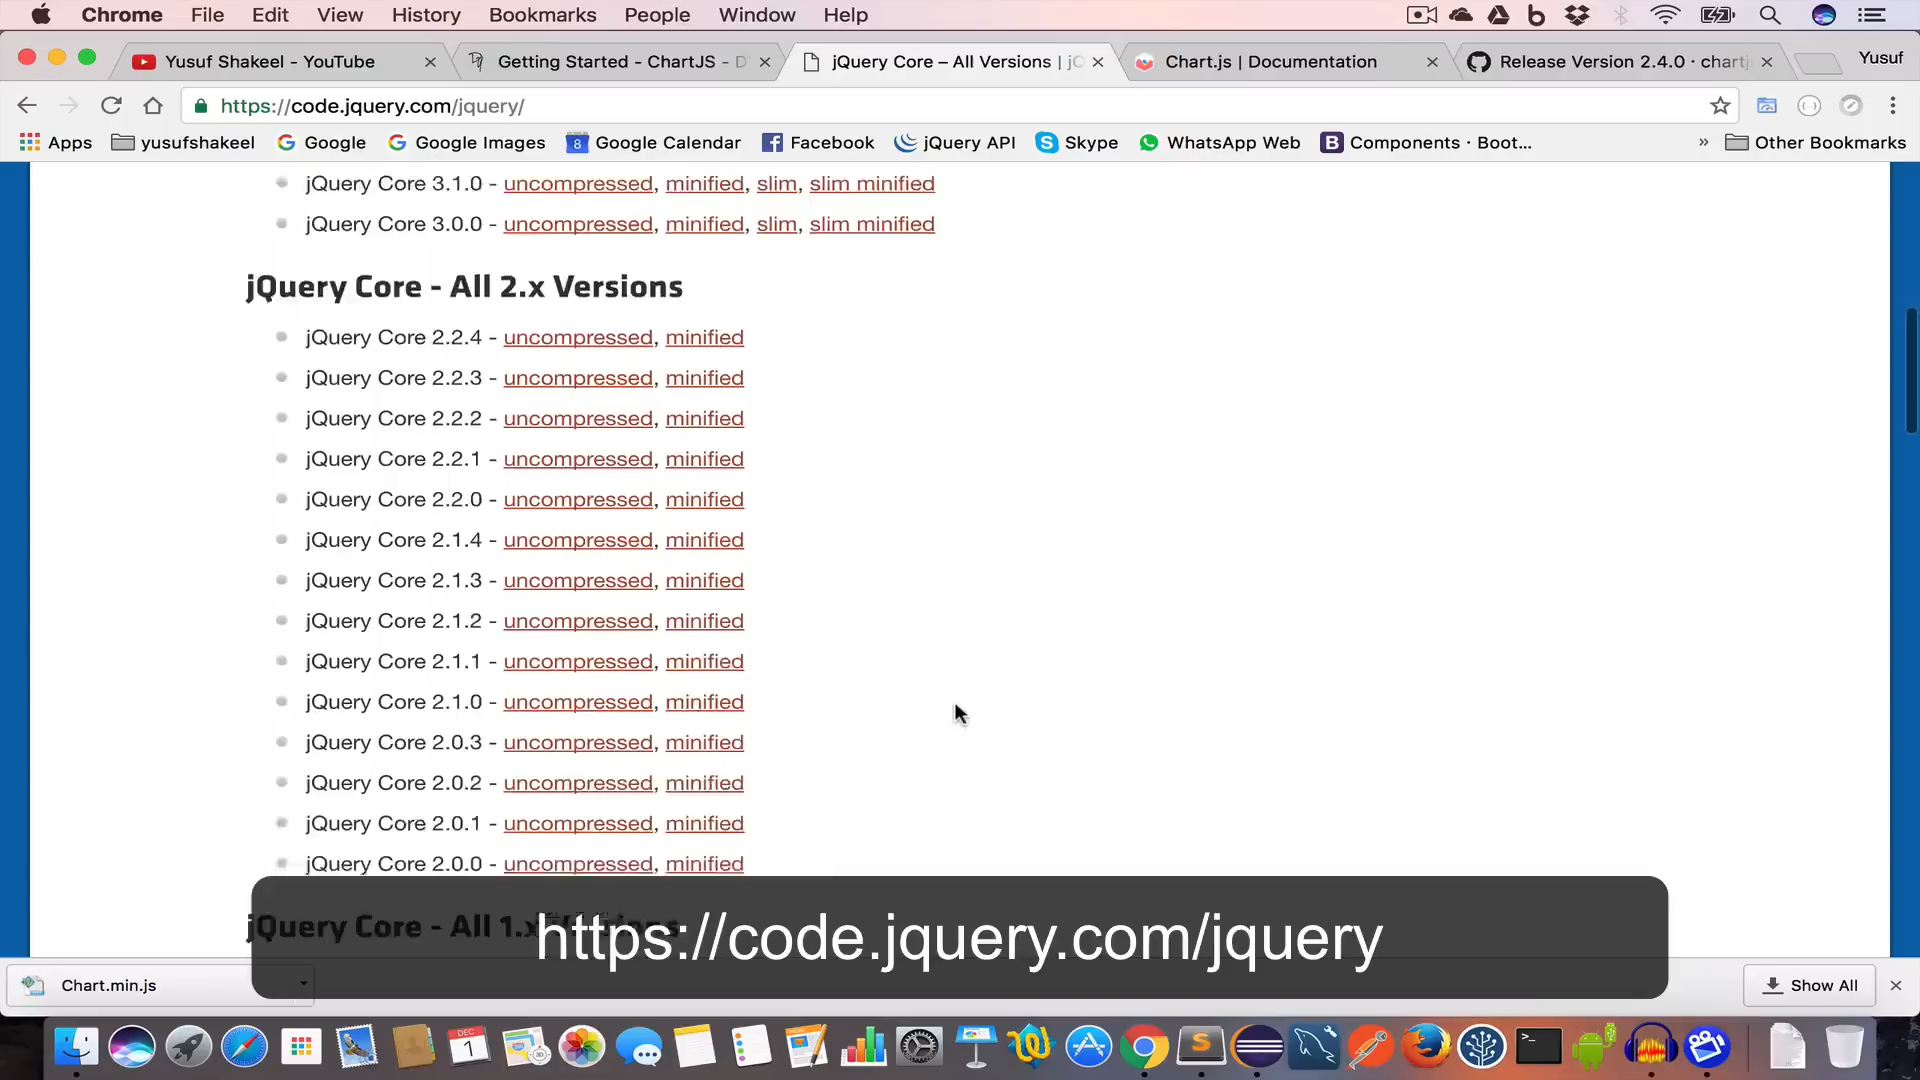 Chrome File Edit View History Bookmarks People Window Help
Yusuf Shakeel - YouTube
Getting Started - ChartJS - D
jQuery Core – All Versions | jQ
Chart.js | Documentation
Release Version 2.4.0 · chartj
Yusuf
https://code.jquery.com/jquery/
Apps yusufshakeel Google Google Images 8 Google Calendar Facebook jQuery API Skype WhatsApp Web B Components · Boot... » Other Bookmarks
jQuery Core 3.1.0 - uncompressed, minified, slim, slim minified
jQuery Core 3.0.0 - uncompressed, minified, slim, slim minified
jQuery Core - All 2.x Versions
jQuery Core 2.2.4 - uncompressed, minified
jQuery Core 2.2.3 - uncompressed, minified
jQuery Core 2.2.2 - uncompressed, minified
jQuery Core 2.2.1 - uncompressed, minified
jQuery Core 2.2.0 - uncompressed, minified
jQuery Core 2.1.4 - uncompressed, minified
jQuery Core 2.1.3 - uncompressed, minified
jQuery Core 2.1.2 - uncompressed, minified
jQuery Core 2.1.1 - uncompressed, minified
jQuery Core 2.1.0 - uncompressed, minified
jQuery Core 2.0.3 - uncompressed, minified
jQuery Core 2.0.2 - uncompressed, minified
jQuery Core 2.0.1 - uncompressed, minified
jQuery Core 2.0.0 - uncompressed, minified
jQuery Core - All 1.x Versions
https://code.jquery.com/jquery
Chart.min.js
Show All
DEC
1